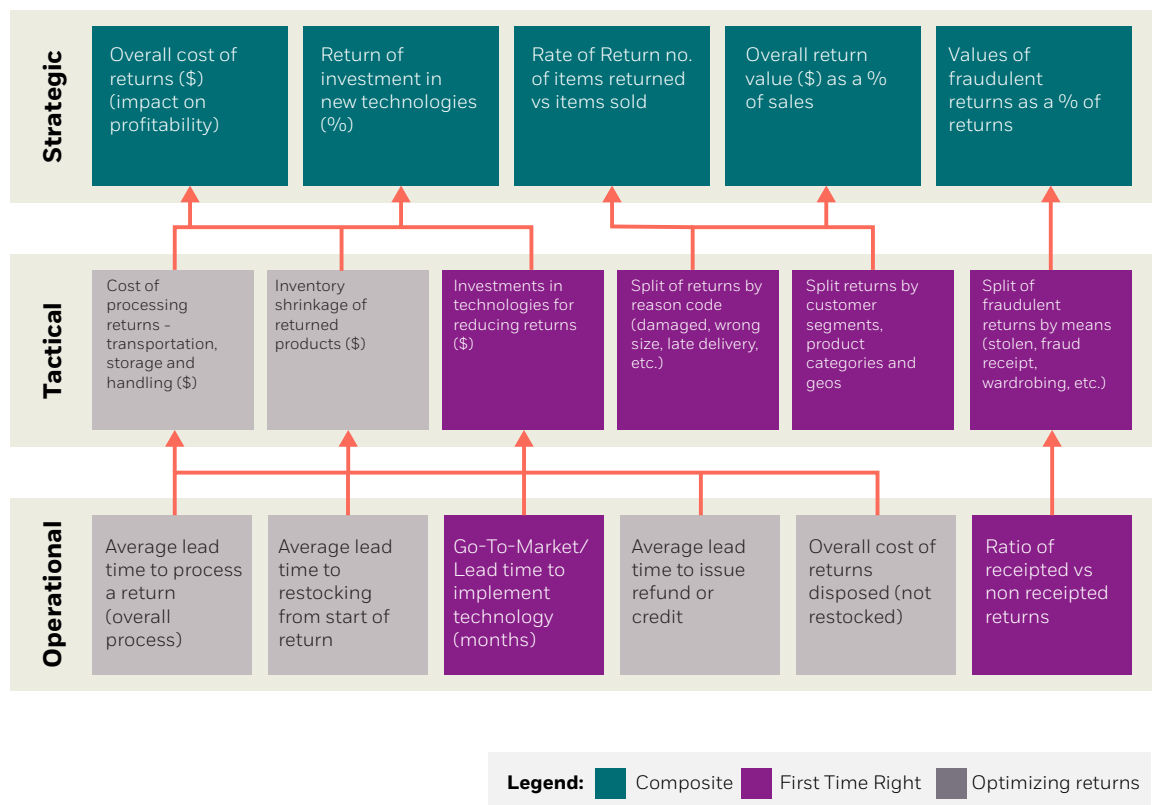 Strategic
Overall cost of
returns ($)
(impact on
profitability)
Return of
investment in
new technologies
(%)
Rate of Return no.
of items returned
vs items sold
Overall return
value ($) as a %
of sales
Values of
fraudulent
returns as a % of
returns
Tactical
Cost of
processing
returns -
transportation,
storage and
handling ($)
Inventory
shrinkage of
returned
products ($)
Investments in
technologies for
reducing returns
($)
Split of returns by
reason code
(damaged, wrong
size, late delivery,
etc.)
Split returns by
customer
segments,
product
categories and
geos
Split of
fraudulent
returns by means
(stolen, fraud
receipt,
wardrobing, etc.)
Operational
Average lead
time to process
a return
(overall
process)
Average lead
time to
restocking
from start of
return
Go-To-Market/
Lead time to
implement
technology
(months)
Average lead
time to issue
refund or
credit
Overall cost of
returns
disposed (not
restocked)
Ratio of
receipted vs
non receipted
returns
Legend: Composite First Time Right Optimizing returns